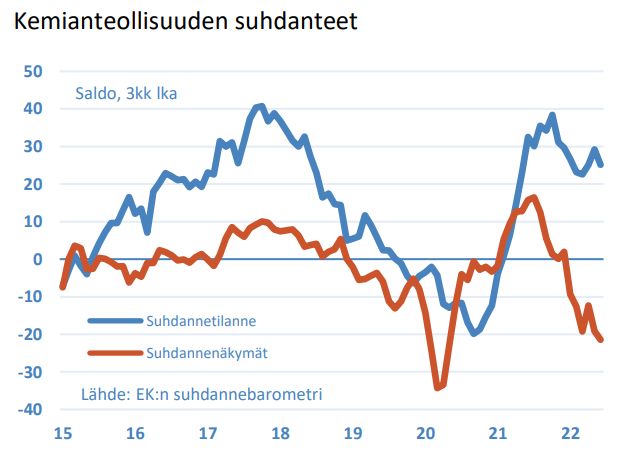 Kemianteollisuuden suhdanteet
50
Saldo, 3kk lka
40
30
20
10
0
-10
Suhdannetilanne
-20
Suhdannenäkymät
-30
Lähde: EK:n suhdannebarometri
-40
15 16 17 18 19 20 21 22